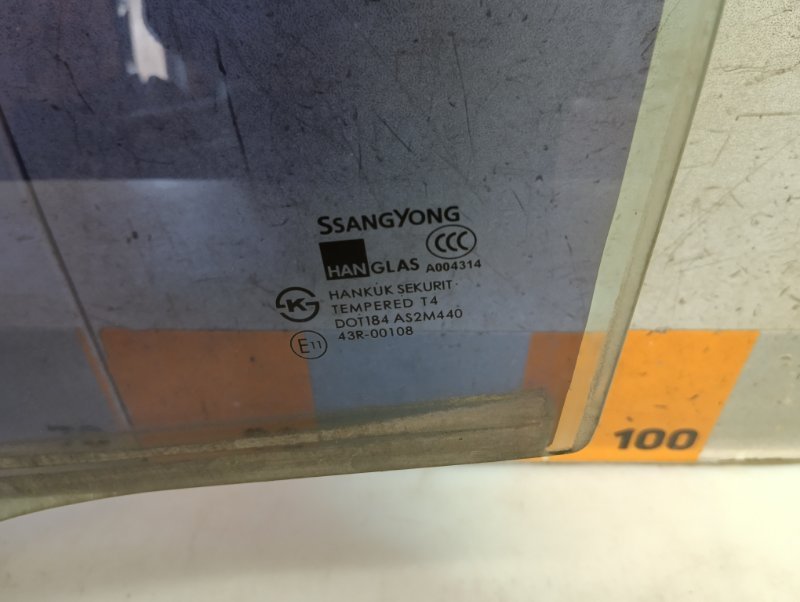 SSANGYONG
CCC
HANGLAS A004314
K
HANKUK SEKURIT
TEMPERED T4
DOT184 AS2M440
E11 43R-00108
100